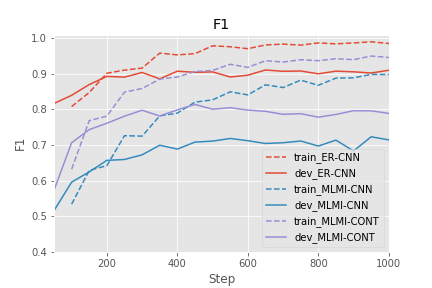 F1
1.0
0.9
0.8
0.7
0.6
0.5
0.4
F1
train_ER-CNN
dev_ER-CNN
train_MLMI-CNN
dev_MLMI-CNN
train_MLMI-CONT
dev_MLMI-CONT
200 400 600 800 1000
Step